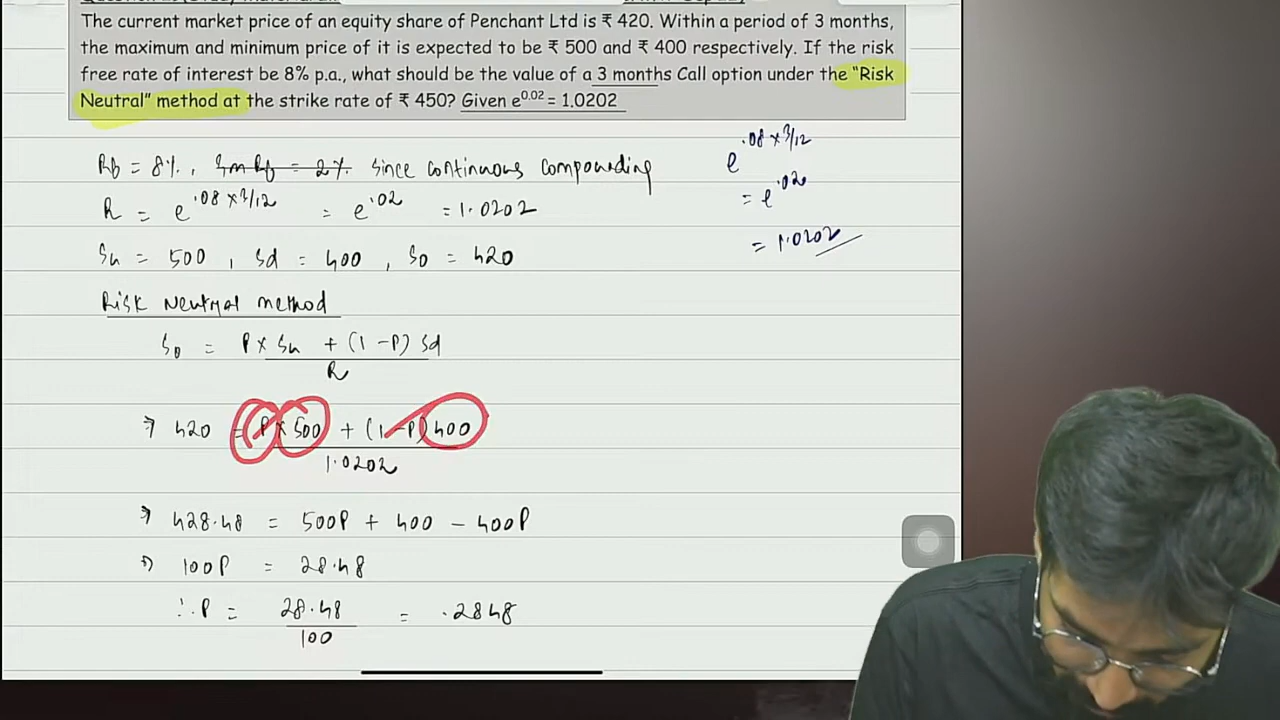 The current market price of an equity share of Penchant Ltd is ₹ 420. Within a period of 3 months,
the maximum and minimum price of it is expected to be ₹ 500 and ₹ 400 respectively. If the risk
free rate of interest be 8% p.a., what should be the value of a 3 months Call option under the “Risk
Neutral” method at the strike rate of ₹ 450? Given e^0.02 = 1.0202
Rf = 8%, 3m Rf = 2% Since continuous compounding
R = e^.08 x 3/12 = e^.02 = 1.0202
Su = 500, Sd = 400, S0 = 420
Risk Neutral method
S0 = P x Su + (1 - P) Sd
R
⇒ 420 = P x 500 + (1 - P) 400
1.0202
⇒ 428.48 = 500P + 400 - 400P
⇒ 100P = 28.48
∴ P = 28.48 = .2848
100
e^.08 x 3/12
= e^.02
= 1.0202